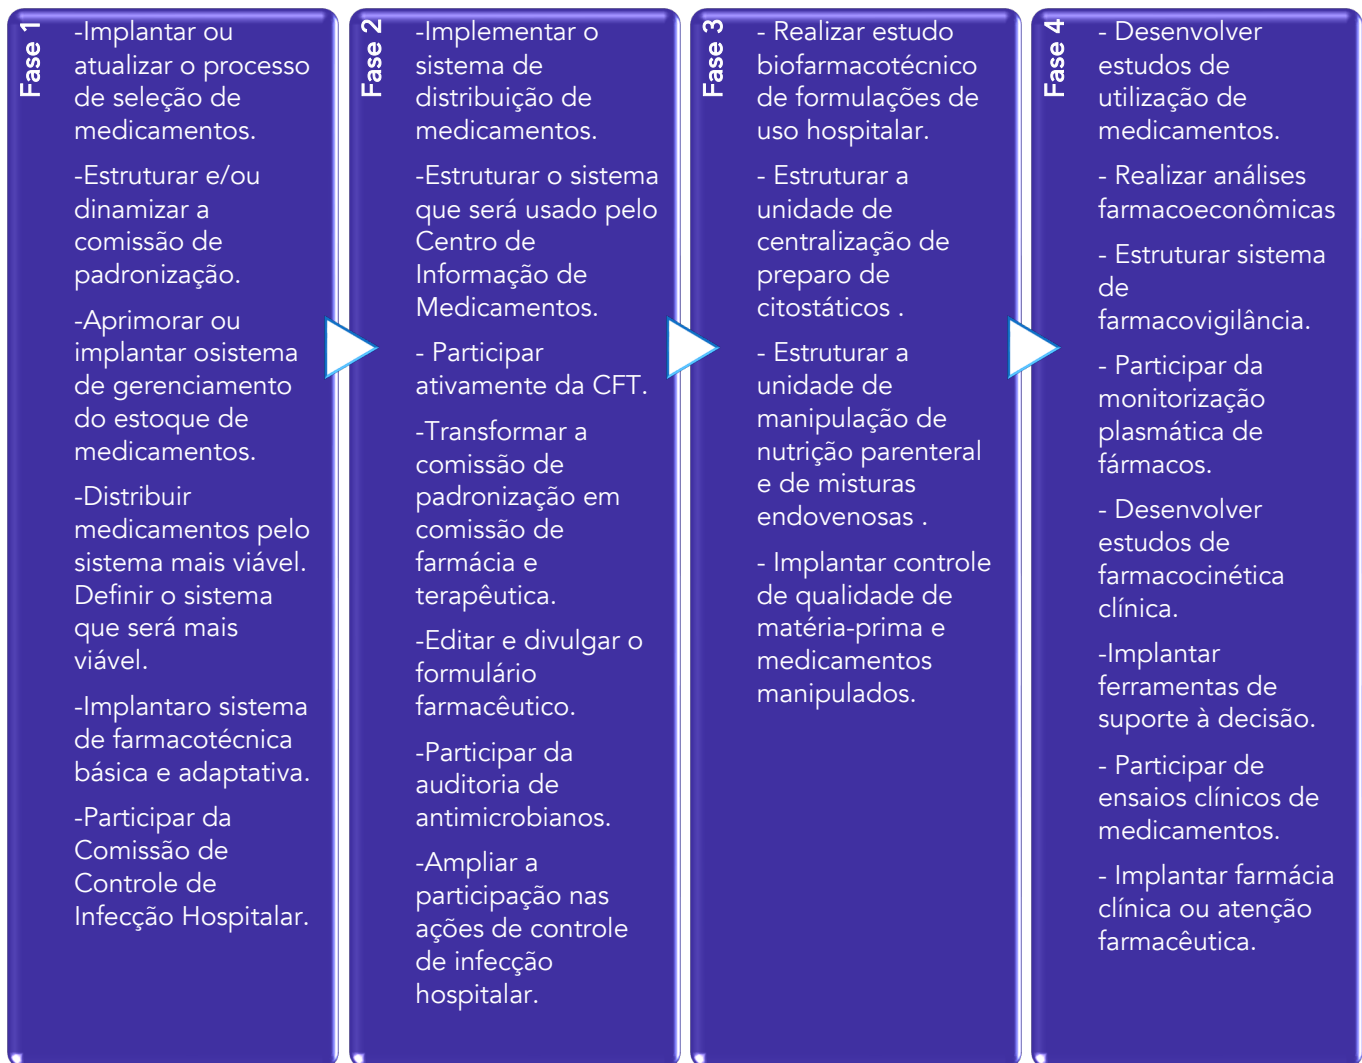 Fase 1
-Implantar ou
atualizar o processo
de seleção de
medicamentos.
-Estruturar e/ou
dinamizar a
comissão de
padronização.
-Aprimorar ou
implantar osistema
de gerenciamento
do estoque de
medicamentos.
-Distribuir
medicamentos pelo
sistema mais viável.
Definir o sistema
que será mais
viável.
-Implantaro sistema
de farmacotécnica
básica e adaptativa.
-Participar da
Comissão de
Controle de
Infecção Hospitalar.
Fase 2
-Implementar o
sistema de
distribuição de
medicamentos.
-Estruturar o sistema
que será usado pelo
Centro de
Informação de
Medicamentos.
- Participar
ativamente da CFT.
-Transformar a
comissão de
padronização em
comissão de
farmácia e
terapêutica.
-Editar e divulgar o
formulário
farmacêutico.
-Participar da
auditoria de
antimicrobianos.
-Ampliar a
participação nas
ações de controle
de infecção
hospitalar.
Fase 3
- Realizar estudo
biofarmacotécnico
de formulações de
uso hospitalar.
- Estruturar a
unidade de
centralização de
preparo de
citostáticos .
- Estruturar a
unidade de
manipulação de
nutrição parenteral
e de misturas
endovenosas .
- Implantar controle
de qualidade de
matéria-prima e
medicamentos
manipulados.
Fase 4
- Desenvolver
estudos de
utilização de
medicamentos.
- Realizar análises
farmacoeconômicas
- Estruturar sistema
de
farmacovigilância.
- Participar da
monitorização
plasmática de
fármacos.
- Desenvolver
estudos de
farmacocinética
clínica.
-Implantar
ferramentas de
suporte à decisão.
- Participar de
ensaios clínicos de
medicamentos.
- Implantar farmácia
clínica ou atenção
farmacêutica.